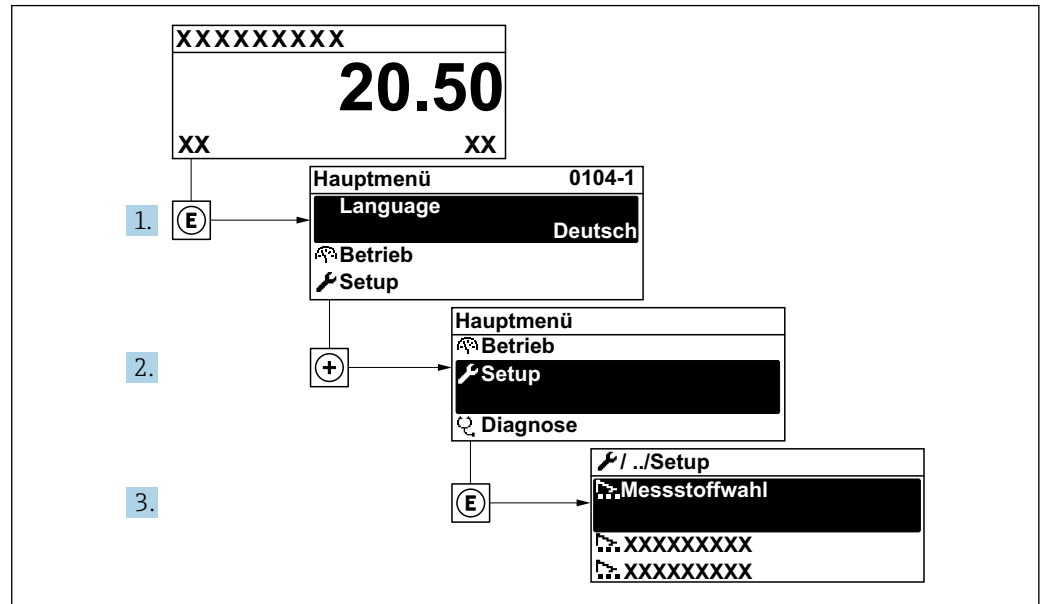 XXXXXXXXX
20.50
XX XX
Hauptmenü 0104-1
Language
Deutsch
Betrieb
Setup
1. E
Hauptmenü
Betrieb
Setup
Diagnose
2. +
/ ../Setup
Messstoffwahl
XXXXXXXXX
XXXXXXXXX
3. E